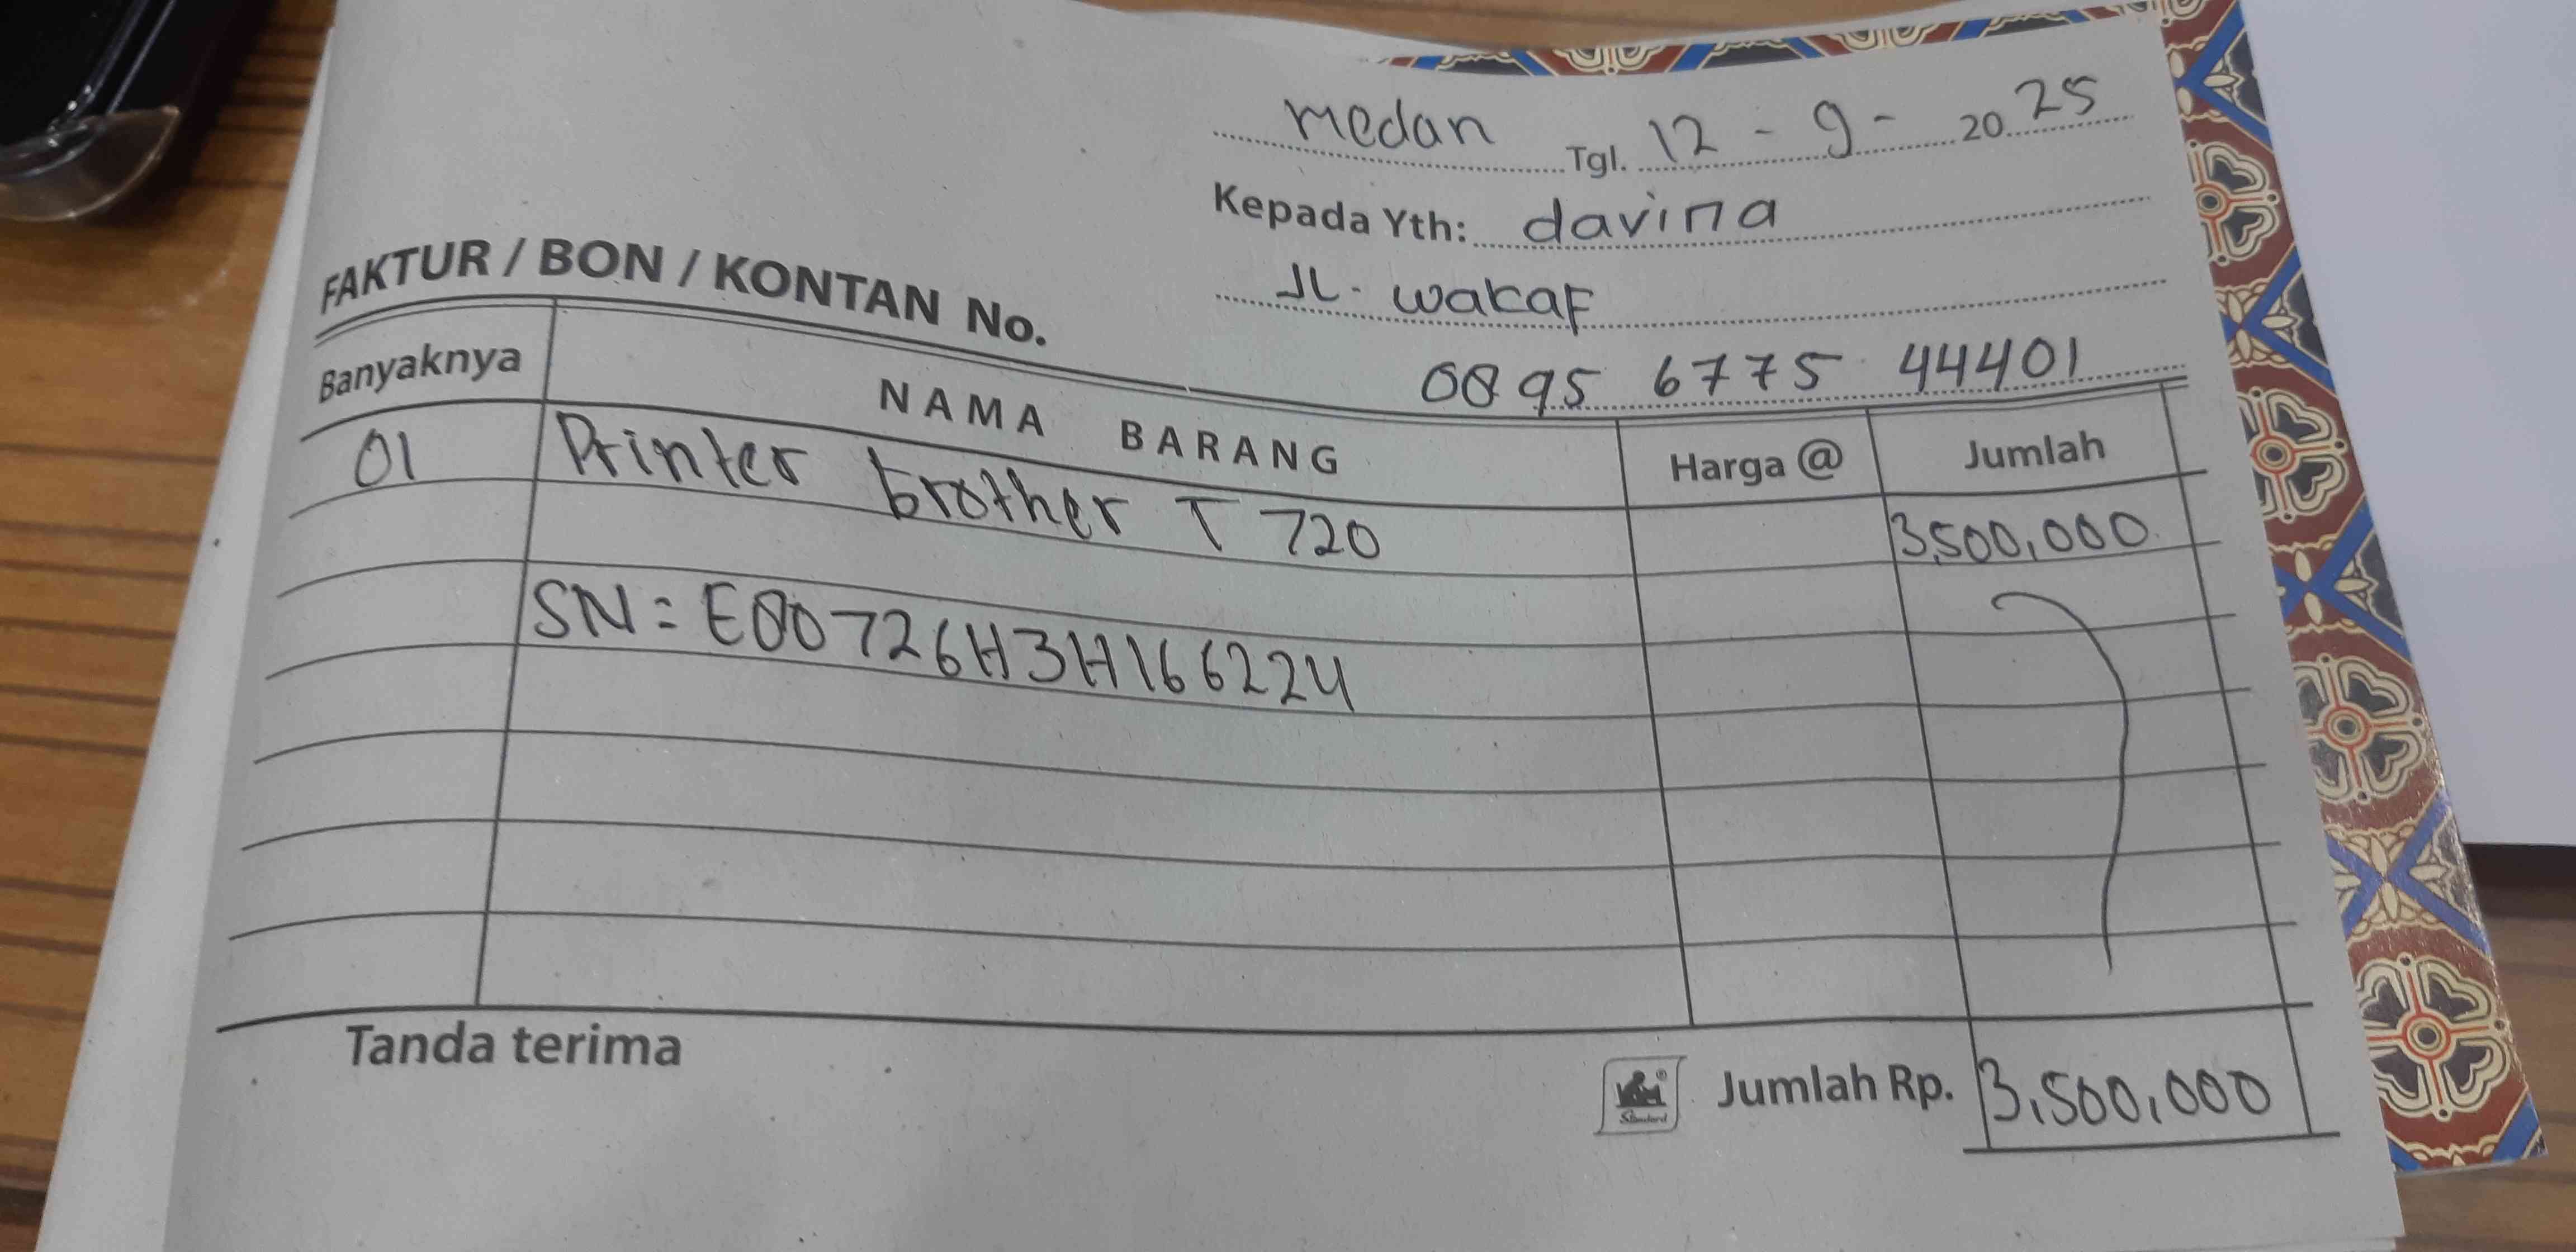 medan Tgl. 12 - 9 - 2025
Kepada Yth: davina
JL. wakaf
0895 6775 44401
FAKTUR / BON / KONTAN No.
Banyaknya NAMA BARANG Harga @ Jumlah
01 Printer brother T 720 3,500,000
SN = E80726H3H166224
Tanda terima
Standard Jumlah Rp. 3,500,000